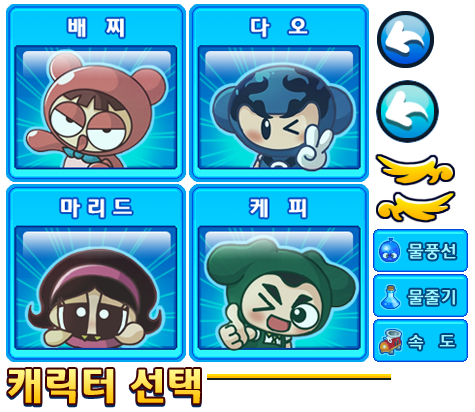 배 찌
다 오
마 리 드
케 피
물풍선
물줄기
속 도
캐릭터 선택